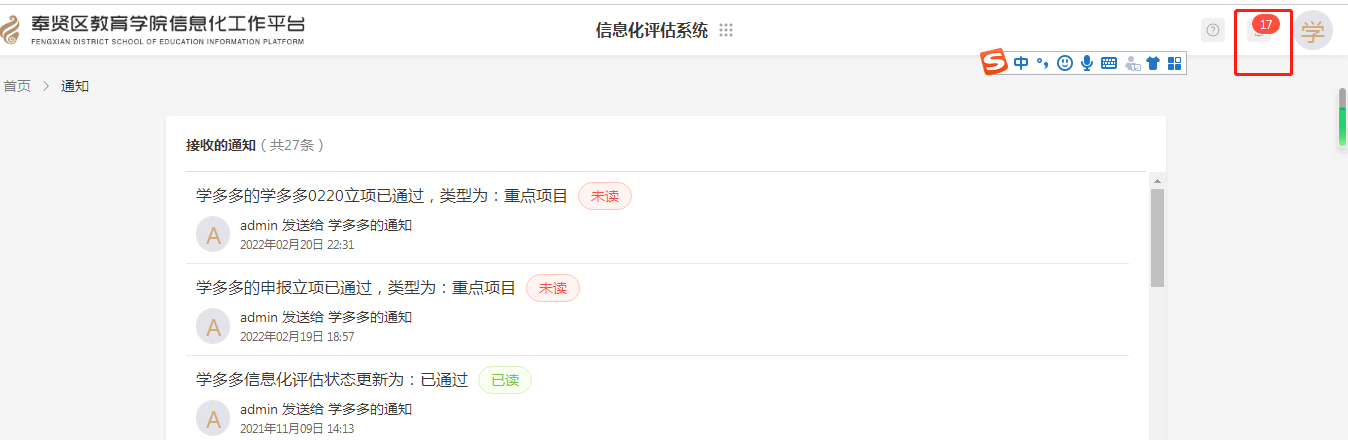 奉贤区教育学院信息化工作平台
FENGXIAN DISTRICT SCHOOL OF EDUCATION INFORMATION PLATFORM
信息化评估系统
17
学
S 中
首页 > 通知
接收的通知（共27条）
学多多的学多多0220立项已通过，类型为：重点项目 未读
A
admin 发送给 学多多的通知
2022年02月20日 22:31
学多多的申报立项已通过，类型为：重点项目 未读
A
admin 发送给 学多多的通知
2022年02月19日 18:57
学多多信息化评估状态更新为：已通过 已读
A
admin 发送给 学多多的通知
2021年11月09日 14:13